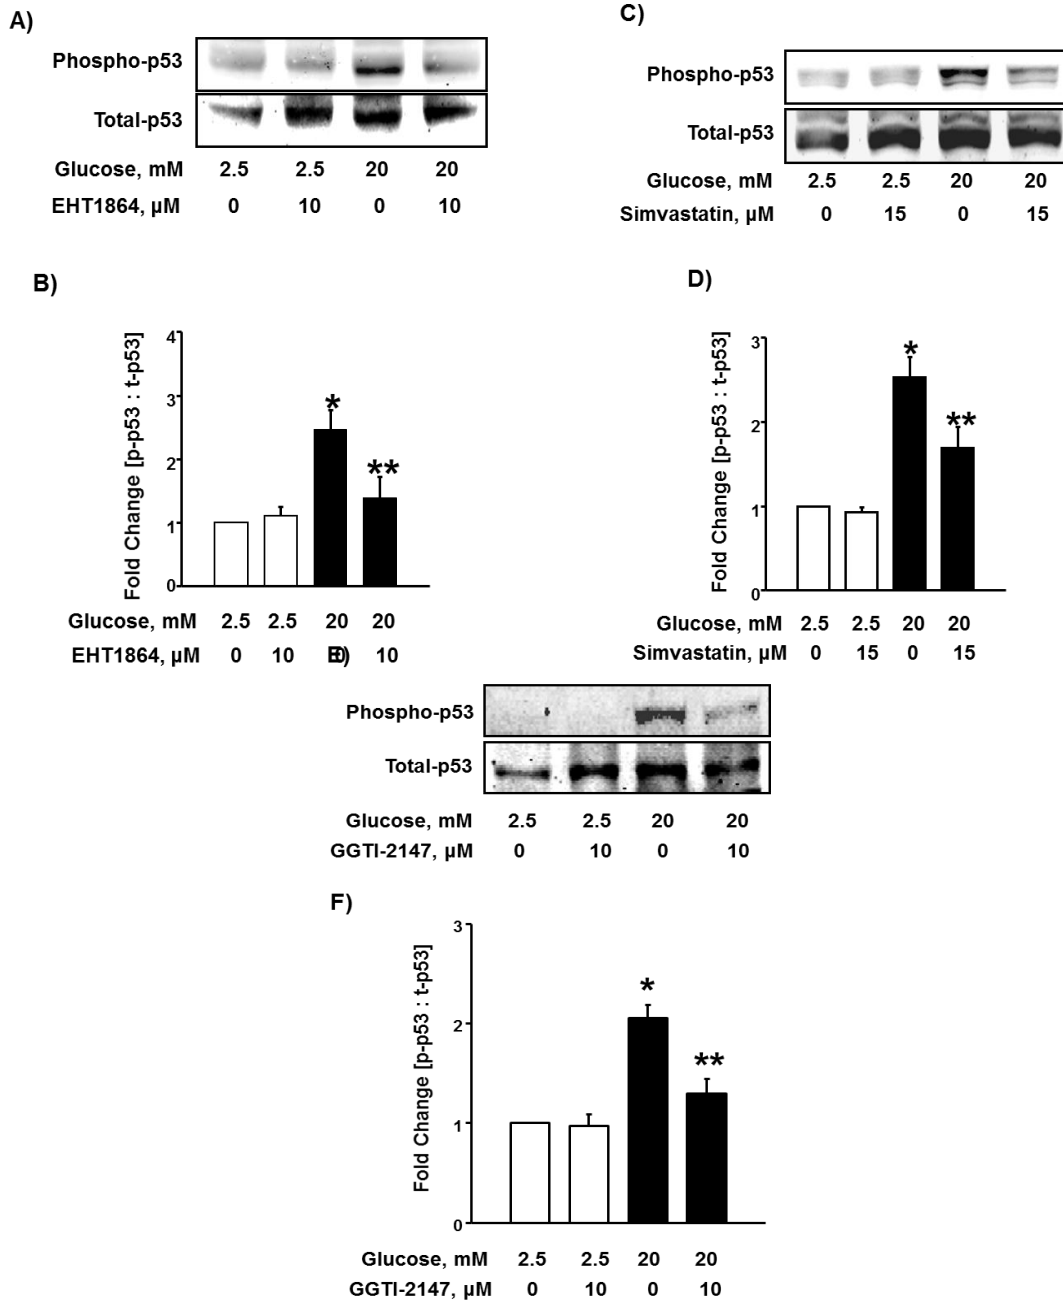 A)
Phospho-p53
Total-p53
Glucose, mM 2.5 2.5 20 20
EHT1864, µM 0 10 0 10
C)
Phospho-p53
Total-p53
Glucose, mM 2.5 2.5 20 20
Simvastatin, µM 0 15 0 15
B)
Fold Change [p-p53 : t-p53]
4
3
2
1
0
*
**
Glucose, mM 2.5 2.5 20 20
EHT1864, µM 0 10 0 10
D)
Fold Change [p-p53 : t-p53]
3
2
1
0
*
**
Glucose, mM 2.5 2.5 20 20
Simvastatin, µM 0 15 0 15
E)
Phospho-p53
Total-p53
Glucose, mM 2.5 2.5 20 20
GGTI-2147, µM 0 10 0 10
F)
Fold Change [p-p53 : t-p53]
3
2
1
0
*
**
Glucose, mM 2.5 2.5 20 20
GGTI-2147, µM 0 10 0 10